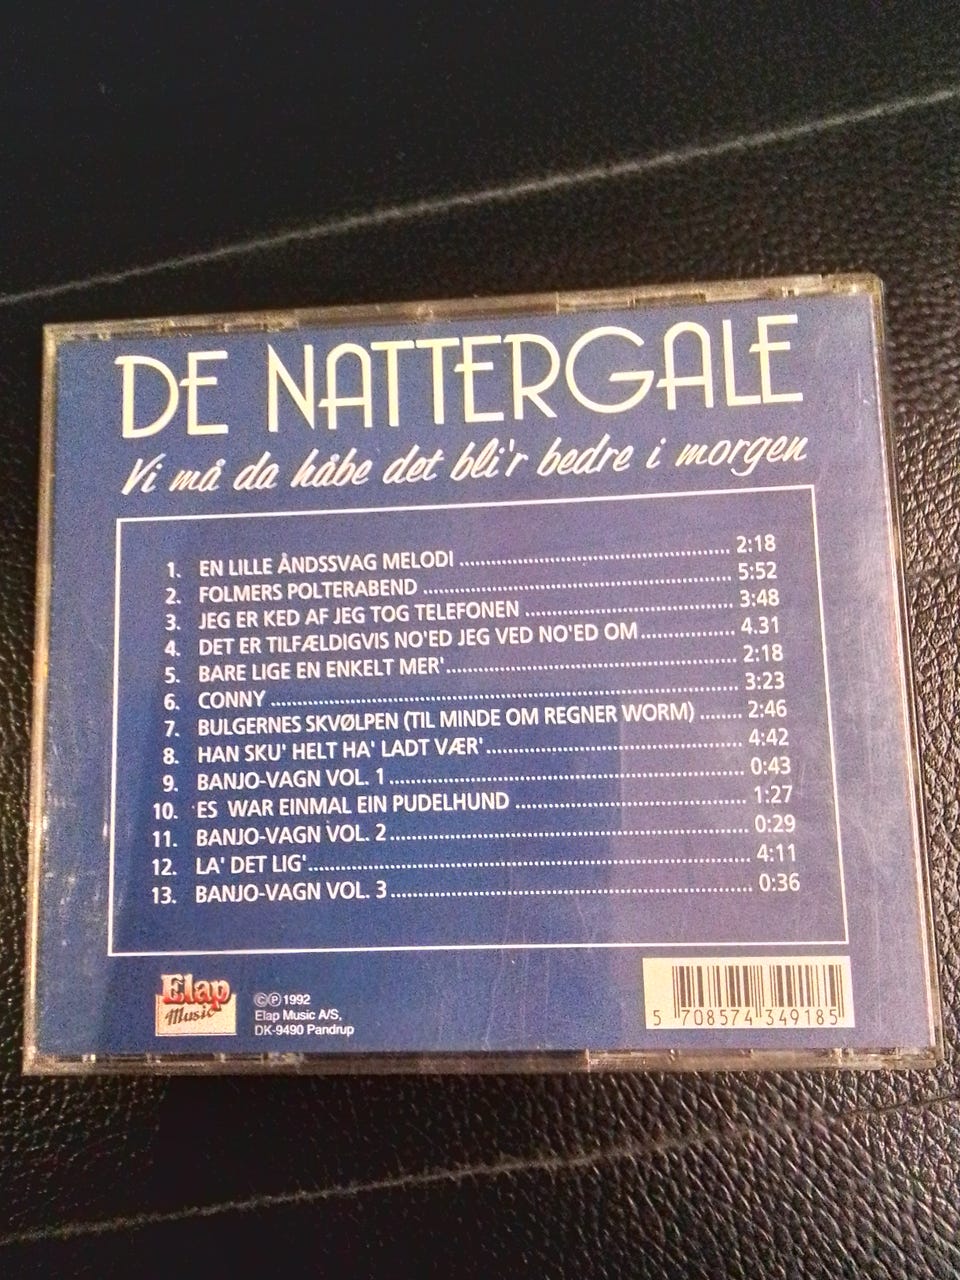 DE NATTERGALE
Vi må da håbe det bli'r bedre i morgen
1. EN LILLE ÅNDSSVAG MELODI 2:18
2. FOLMERS POLTERABEND 5:52
3. JEG ER KED AF JEG TOG TELEFONEN 3:48
4. DET ER TILFÆLDIGVIS NO'ED JEG VED NO'ED OM 4.31
5. BARE LIGE EN ENKELT MER' 2:18
6. CONNY 3:23
7. BULGERNES SKVØLPEN (TIL MINDE OM REGNER WORM) 2:46
8. HAN SKU' HELT HA' LADT VÆR' 4:42
9. BANJO-VAGN VOL. 1 0:43
10. ES WAR EINMAL EIN PUDELHUND 1:27
11. BANJO-VAGN VOL. 2 0:29
12. LA' DET LIG' 4:11
13. BANJO-VAGN VOL. 3 0:36
Elap
Music
©℗ 1992
Elap Music A/S,
DK-9490 Pandrup
5 708574 349185